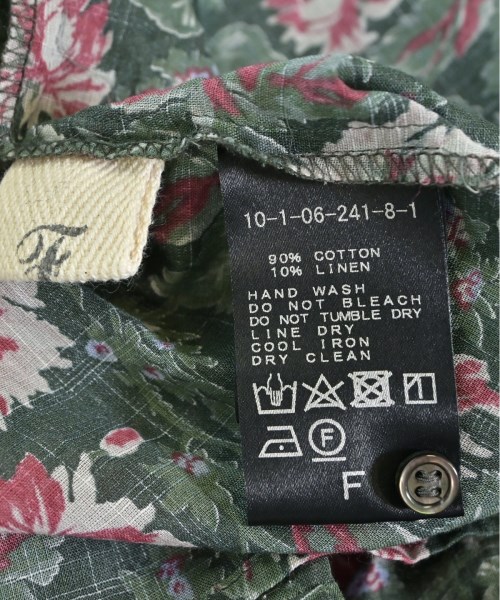 10-1-06-241-8-1
90% COTTON
10% LINEN
HAND WASH
DO NOT BLEACH
DO NOT TUMBLE DRY
LINE DRY
COOL IRON
DRY CLEAN
F
F